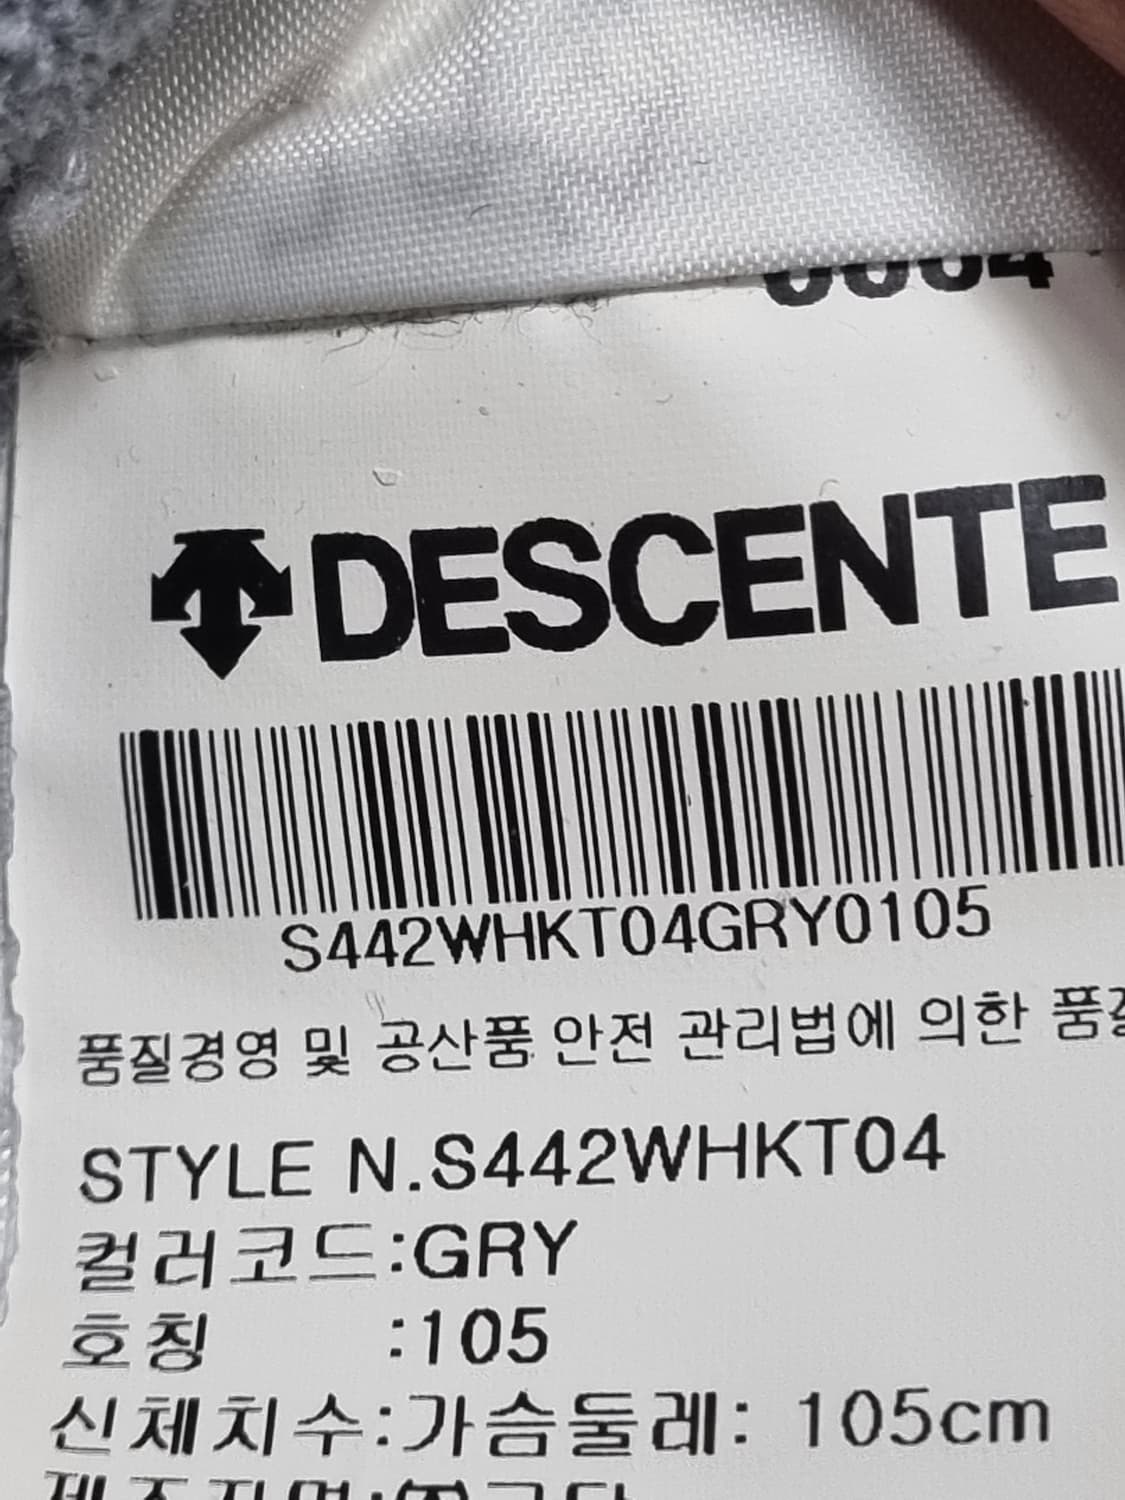 DESCENTE
S442WHKT04GRY0105
품질경영 및 공산품 안전 관리법에 의한
STYLE N.S442WHKT04
컬러코드:GRY
호칭 :105
신체치수:가슴둘레: 105cm